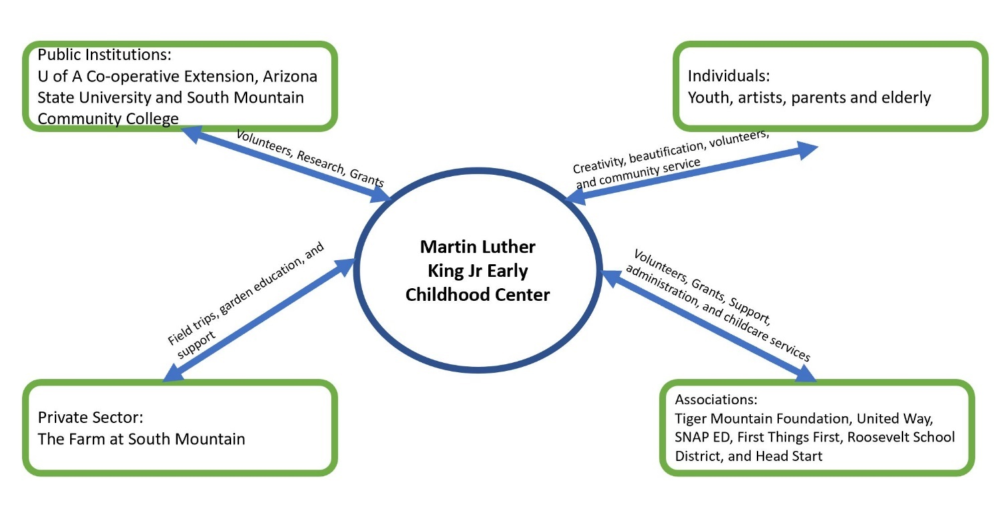 Public Institutions:
U of A Co-operative Extension, Arizona
State University and South Mountain
Community College
Individuals:
Youth, artists, parents and elderly
Volunteers, Research, Grants
Creativity, beautification, volunteers,
and community service
Martin Luther
King Jr Early
Childhood Center
Field trips, garden education, and
support
Volunteers, Grants, Support,
administration, and childcare services
Private Sector:
The Farm at South Mountain
Associations:
Tiger Mountain Foundation, United Way,
SNAP ED, First Things First, Roosevelt School
District, and Head Start